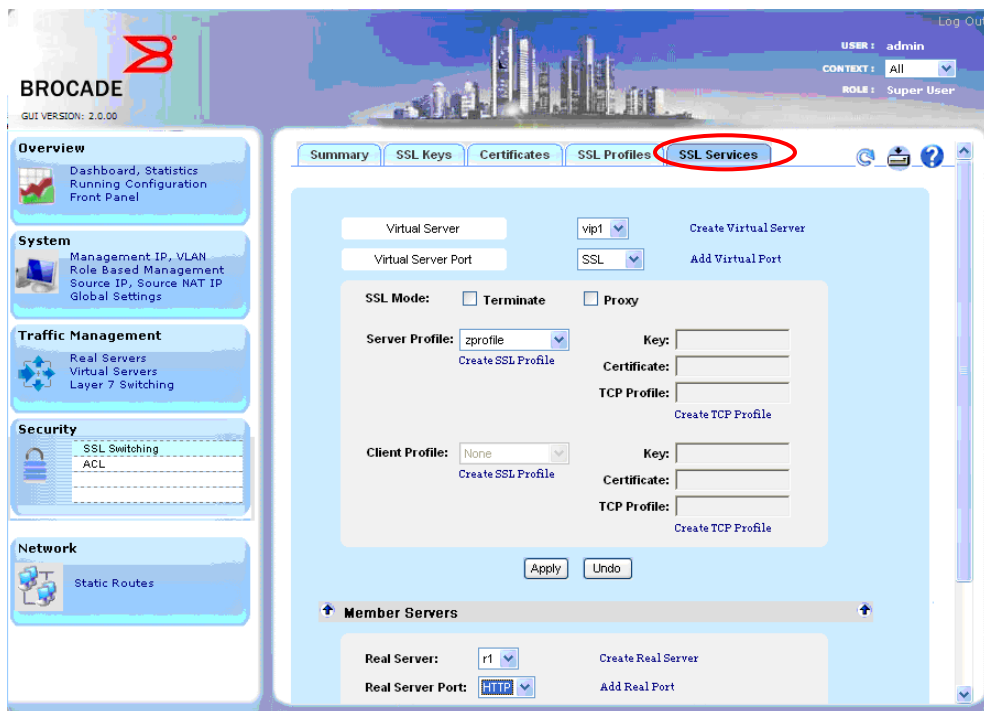 Log Out
USER : admin
CONTEXT : All
ROLE : Super User
BROCADE
GUI VERSION: 2.0.00
Overview
Dashboard, Statistics
Running Configuration
Front Panel
System
Management IP, VLAN
Role Based Management
Source IP, Source NAT IP
Global Settings
Traffic Management
Real Servers
Virtual Servers
Layer 7 Switching
Security
SSL Switching
ACL
Network
Static Routes
Summary SSL Keys Certificates SSL Profiles SSL Services
Virtual Server vip1 Create Virtual Server
Virtual Server Port SSL Add Virtual Port
SSL Mode: Terminate Proxy
Server Profile: zprofile Key:
Create SSL Profile
Certificate:
TCP Profile:
Create TCP Profile
Client Profile: None Key:
Create SSL Profile
Certificate:
TCP Profile:
Create TCP Profile
Apply Undo
Member Servers
Real Server: r1 Create Real Server
Real Server Port: HTTP Add Real Port